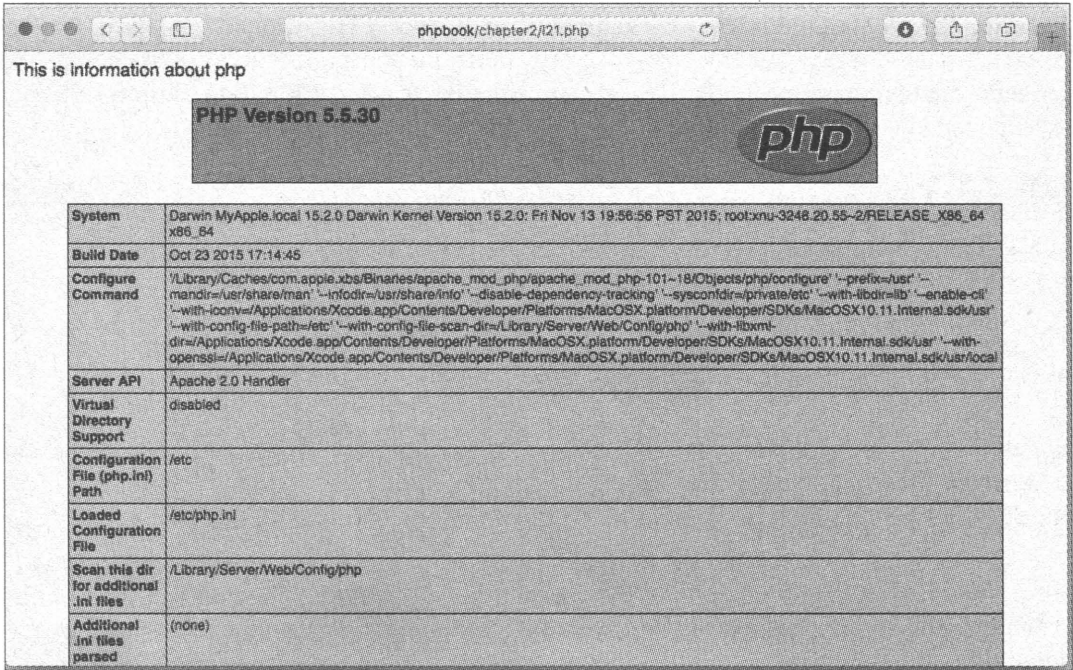 phpbook/chapter2/l21.php
This is information about php
PHP Version 5.5.30
php
System
Darwin MyApple.local 15.2.0 Darwin Kernel Version 15.2.0: Fri Nov 13 19:56:56 PST 2015; root:xnu-3248.20.55~2/RELEASE_X86_64
x86_64
Build Date
Oct 23 2015 17:14:45
Configure
Command
'/Library/Caches/com.apple.xbs/Binaries/apache_mod_php/apache_mod_php-101~18/Objects/php/configure' '--prefix=/usr' '--
mandir=/usr/share/man' '--infodir=/usr/share/info' '--disable-dependency-tracking' '--sysconfdir=/private/etc' '--with-libdir=lib' '--enable-cli'
'--with-iconv=/Applications/Xcode.app/Contents/Developer/Platforms/MacOSX.platform/Developer/SDKs/MacOSX10.11.Internal.sdk/usr'
'--with-config-file-path=/etc' '--with-config-file-scan-dir=/Library/Server/Web/Config/php' '--with-libxml-
dir=/Applications/Xcode.app/Contents/Developer/Platforms/MacOSX.platform/Developer/SDKs/MacOSX10.11.Internal.sdk/usr' '--with-
openssl=/Applications/Xcode.app/Contents/Developer/Platforms/MacOSX.platform/Developer/SDKs/MacOSX10.11.Internal.sdk/usr/local
Server API
Apache 2.0 Handler
Virtual
Directory
Support
disabled
Configuration
File (php.ini)
Path
/etc
Loaded
Configuration
File
/etc/php.ini
Scan this dir
for additional
.ini files
/Library/Server/Web/Config/php
Additional
.ini files
parsed
(none)